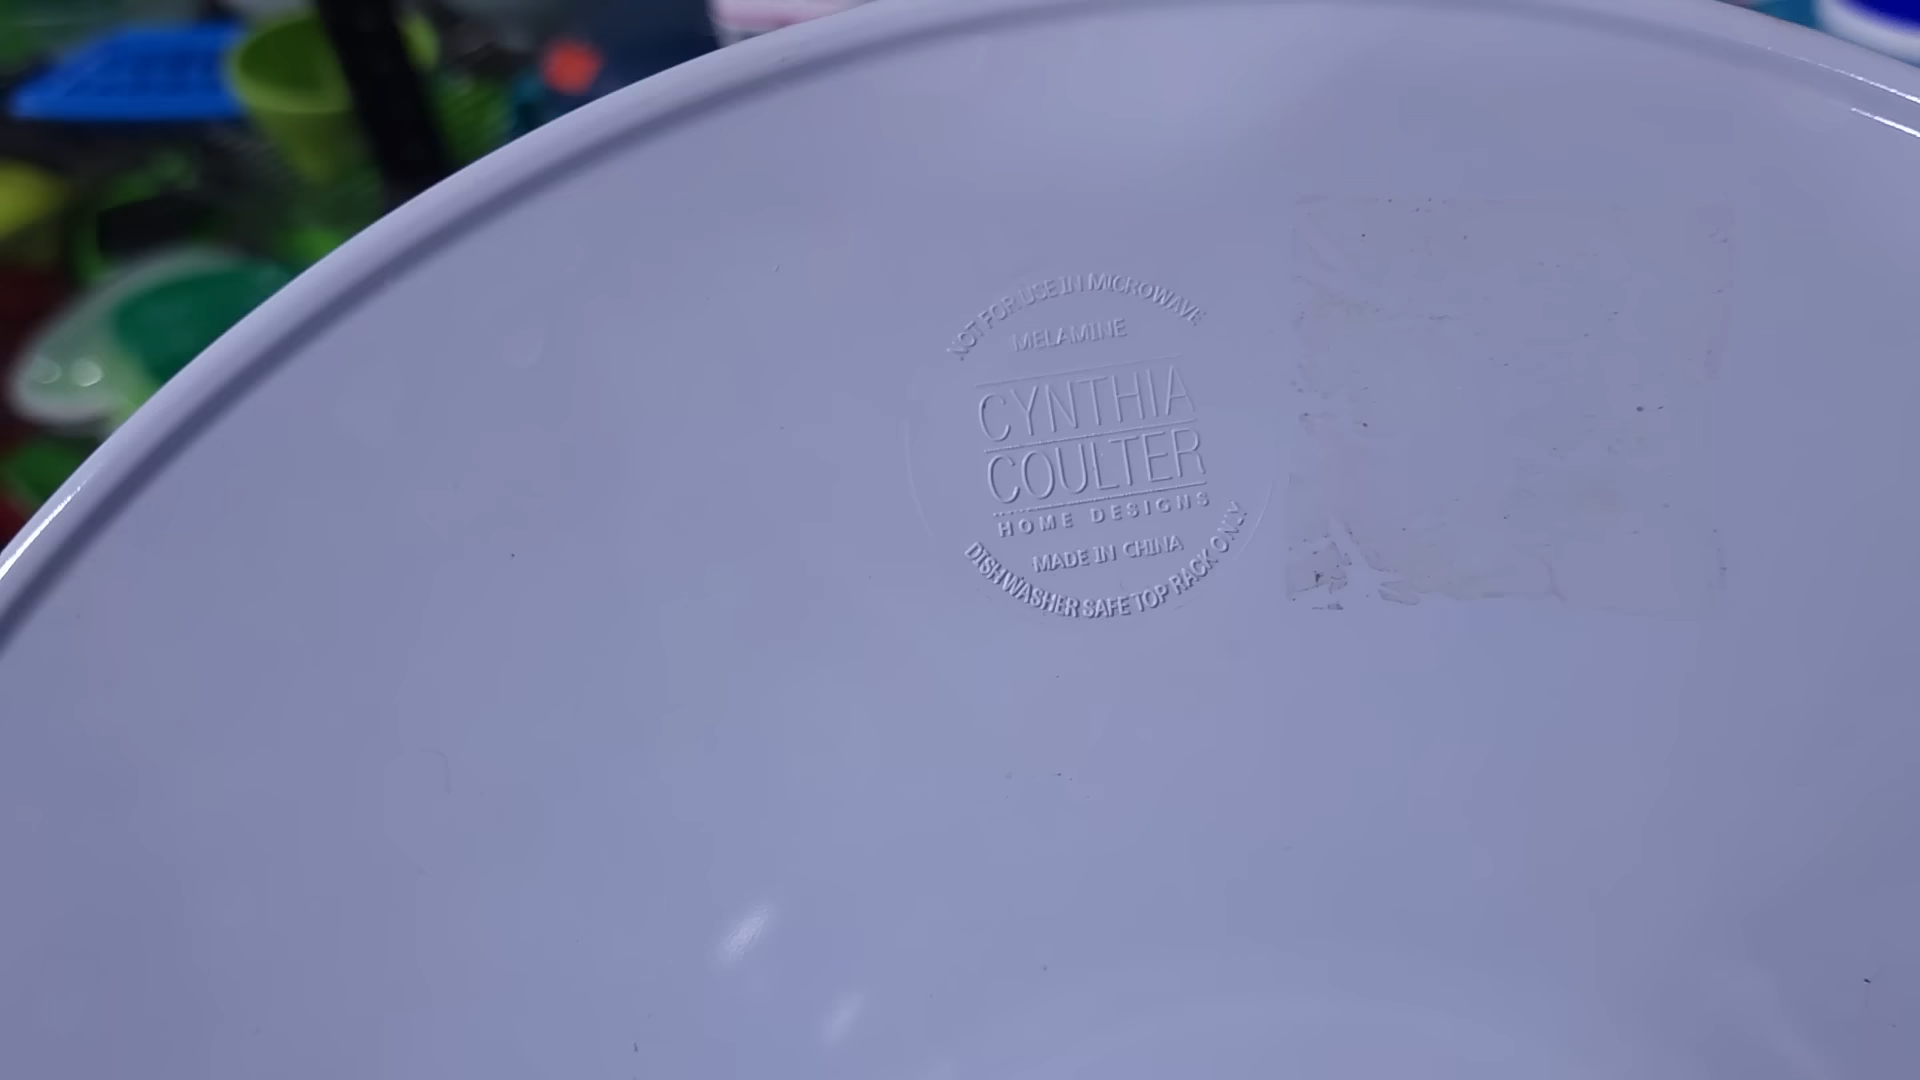 NOT FOR USE IN MICROWAVE
MELAMINE
CYNTHIA
COULTER
HOME DESIGNS
MADE IN CHINA
DISHWASHER SAFE TOP RACK ONLY